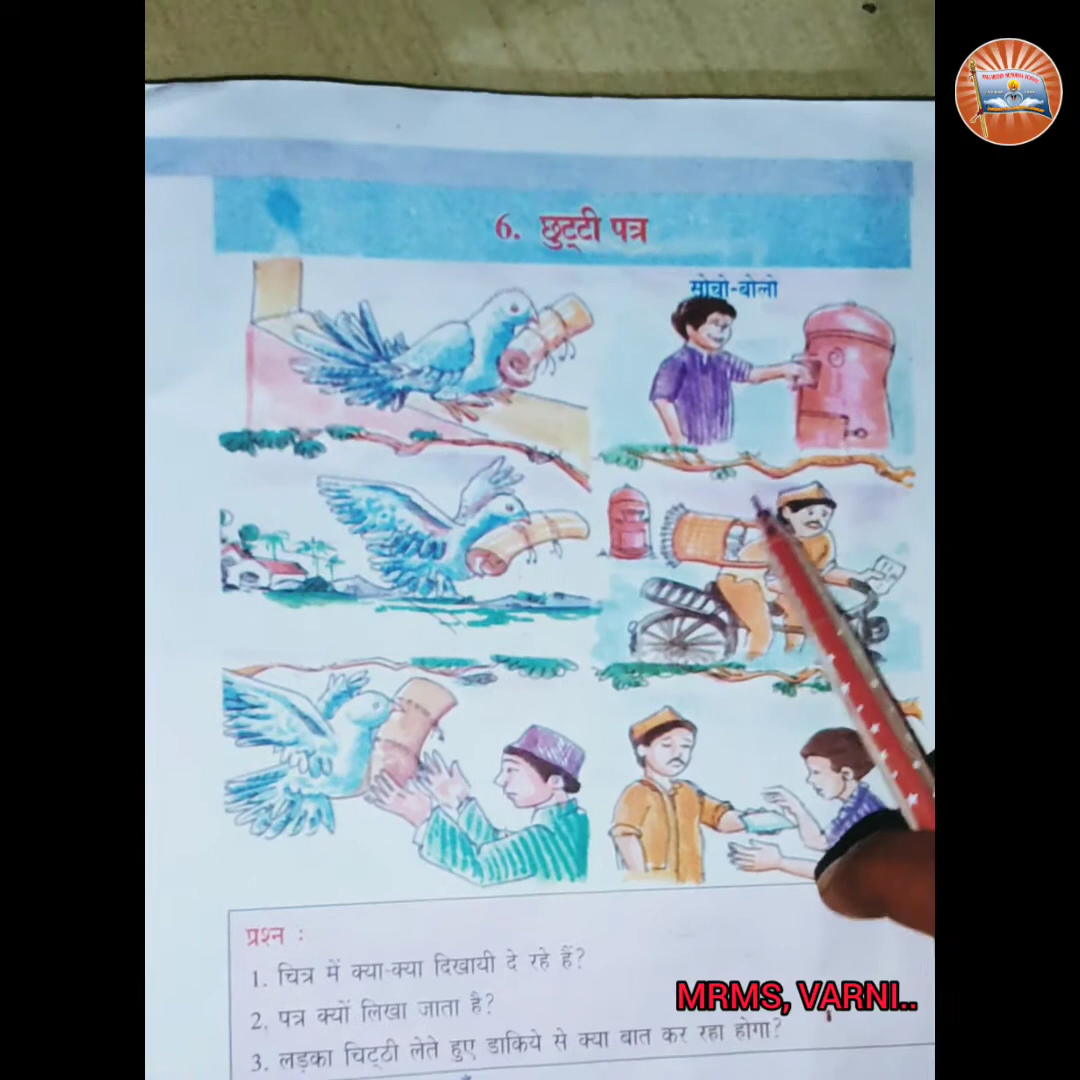 6. छुट्टी पत्र
सोचो-बोलो
प्रश्न :
1. चित्र में क्या-क्या दिखायी दे रहे हैं?
2. पत्र क्यों लिखा जाता है?
3. लड़का चिट्ठी लेते हुए डाकिये से क्या बात कर रहा होगा?
MRMS, VARNI..